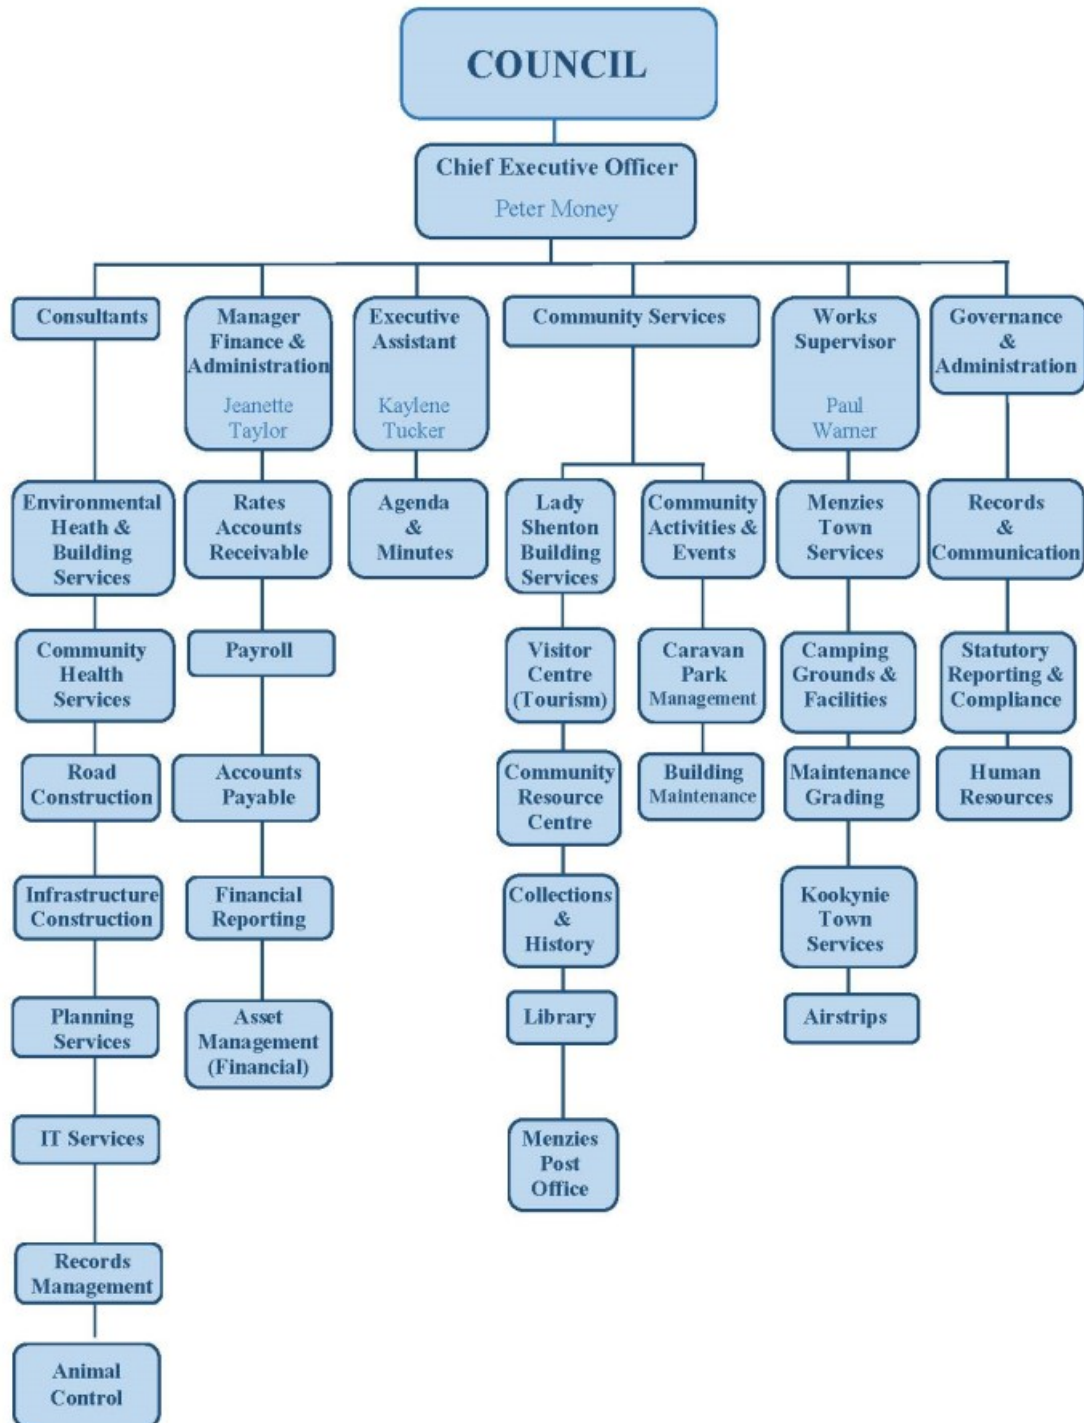 COUNCIL
Chief Executive Officer
Peter Money
Consultants
Manager
Finance &
Administration
Jeanette
Taylor
Executive
Assistant
Kaylene
Tucker
Community Services
Works
Supervisor
Paul
Warner
Governance
&
Administration
Environmental
Heath &
Building
Services
Rates
Accounts
Receivable
Agenda
&
Minutes
Lady
Shenton
Building
Services
Community
Activities &
Events
Menzies
Town
Services
Records
&
Communication
Community
Health
Services
Payroll
Visitor
Centre
(Tourism)
Caravan
Park
Management
Camping
Grounds &
Facilities
Statutory
Reporting &
Compliance
Road
Construction
Accounts
Payable
Community
Resource
Centre
Building
Maintenance
Maintenance
Grading
Human
Resources
Infrastructure
Construction
Financial
Reporting
Collections
&
History
Kookynie
Town
Services
Planning
Services
Asset
Management
(Financial)
Library
Airstrips
IT Services
Menzies
Post
Office
Records
Management
Animal
Control